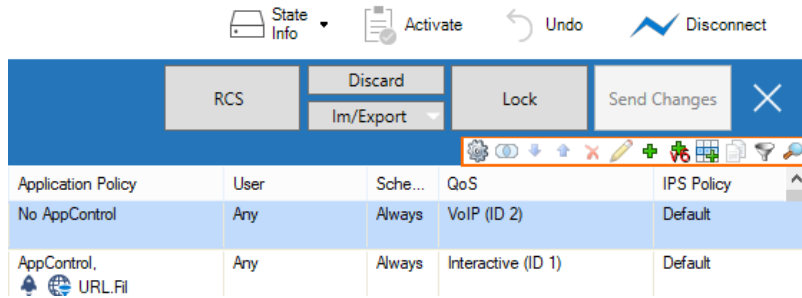 State
Info
Activate
Undo
Disconnect
RCS
Discard
Im/Export
Lock
Send Changes
V6
Application Policy User Sche... QoS IPS Policy
No AppControl Any Always VoIP (ID 2) Default
AppControl, Any Always Interactive (ID 1) Default
URL.Fil